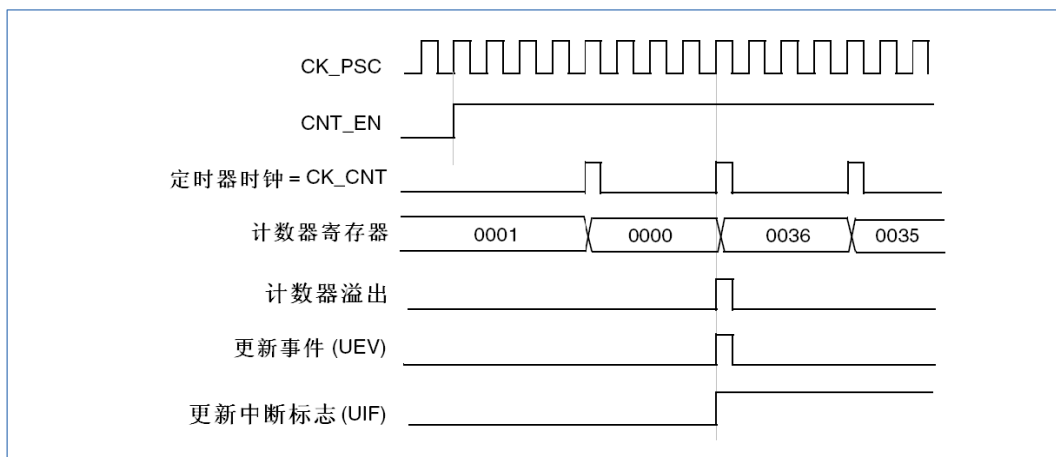 CK_PSC
CNT_EN
定时器时钟 = CK_CNT
计数器寄存器 0001 0000 0036 0035
计数器溢出
更新事件 (UEV)
更新中断标志 (UIF)